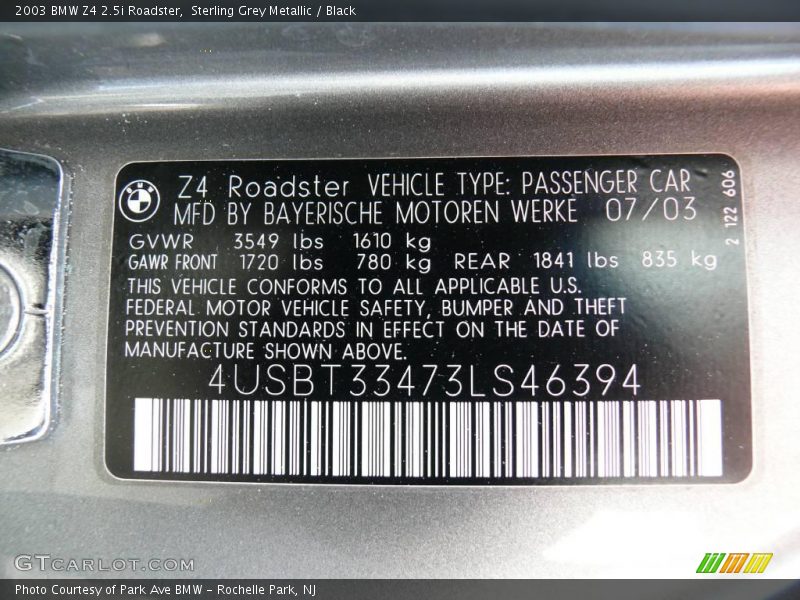 2003 BMW Z4 2.5i Roadster,  Sterling Grey Metallic / Black
BMW
Z4 Roadster VEHICLE TYPE: PASSENGER CAR
MFD BY BAYERISCHE MOTOREN WERKE 07/03
GVWR 3549 lbs 1610 kg
GAWR FRONT 1720 lbs 780 kg REAR 1841 lbs 835 kg
THIS VEHICLE CONFORMS TO ALL APPLICABLE U.S.
FEDERAL MOTOR VEHICLE SAFETY, BUMPER AND THEFT
PREVENTION STANDARDS IN EFFECT ON THE DATE OF
MANUFACTURE SHOWN ABOVE.
4USBT33473LS46394
2 122 606
GTCARLOT.COM
Photo Courtesy of Park Ave BMW - Rochelle Park, NJ